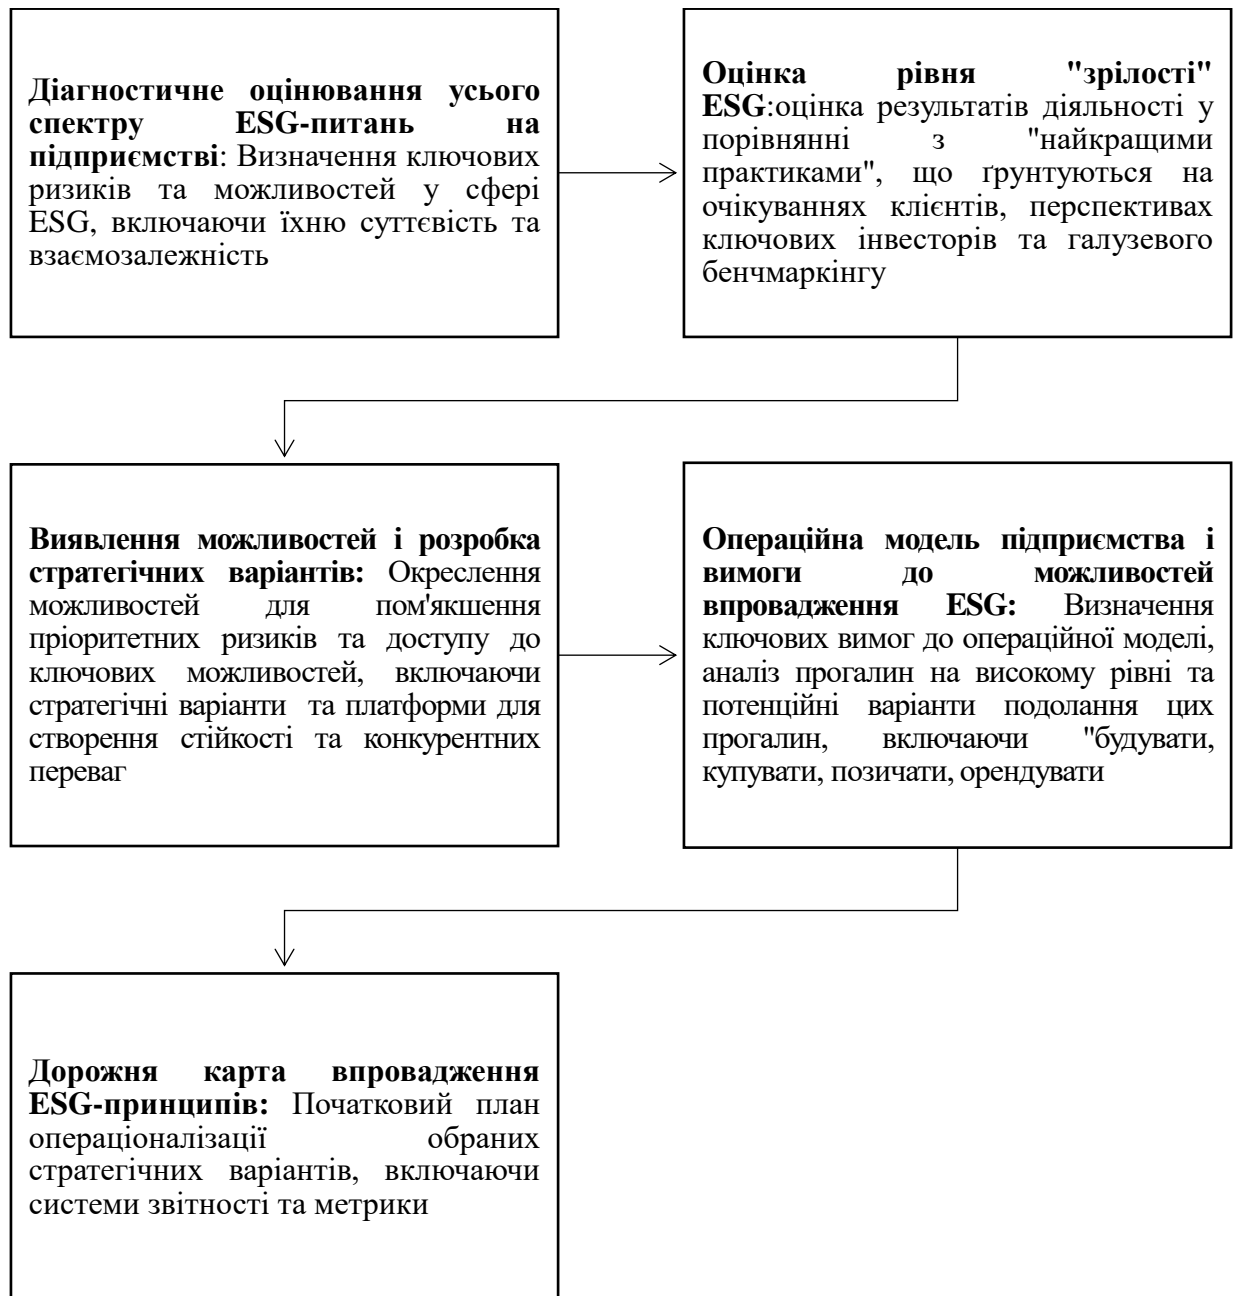 Діагностичне оцінювання усього
спектру ESG-питань на
підприємстві: Визначення ключових
ризиків та можливостей у сфері
ESG, включаючи їхню суттєвість та
взаємозалежність
Оцінка рівня "зрілості"
ESG:оцінка результатів діяльності у
порівнянні з "найкращими
практиками", що ґрунтуються на
очікуваннях клієнтів, перспективах
ключових інвесторів та галузевого
бенчмаркінгу
Виявлення можливостей і розробка
стратегічних варіантів: Окреслення
можливостей для пом'якшення
пріоритетних ризиків та доступу до
ключових можливостей, включаючи
стратегічні варіанти та платформи для
створення стійкості та конкурентних
переваг
Операційна модель підприємства і
вимоги до можливостей
впровадження ESG: Визначення
ключових вимог до операційної моделі,
аналіз прогалин на високому рівні та
потенційні варіанти подолання цих
прогалин, включаючи "будувати,
купувати, позичати, орендувати
Дорожня карта впровадження
ESG-принципів: Початковий план
операціоналізації обраних
стратегічних варіантів, включаючи
системи звітності та метрики